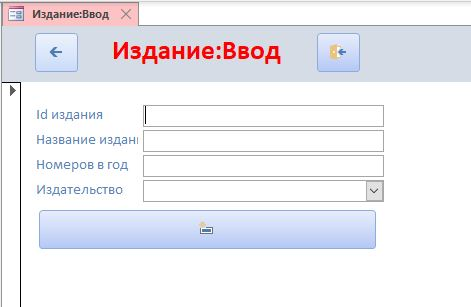 Издание:Ввод
Издание:Ввод
Id издания
Название издани
Номеров в год
Издательство